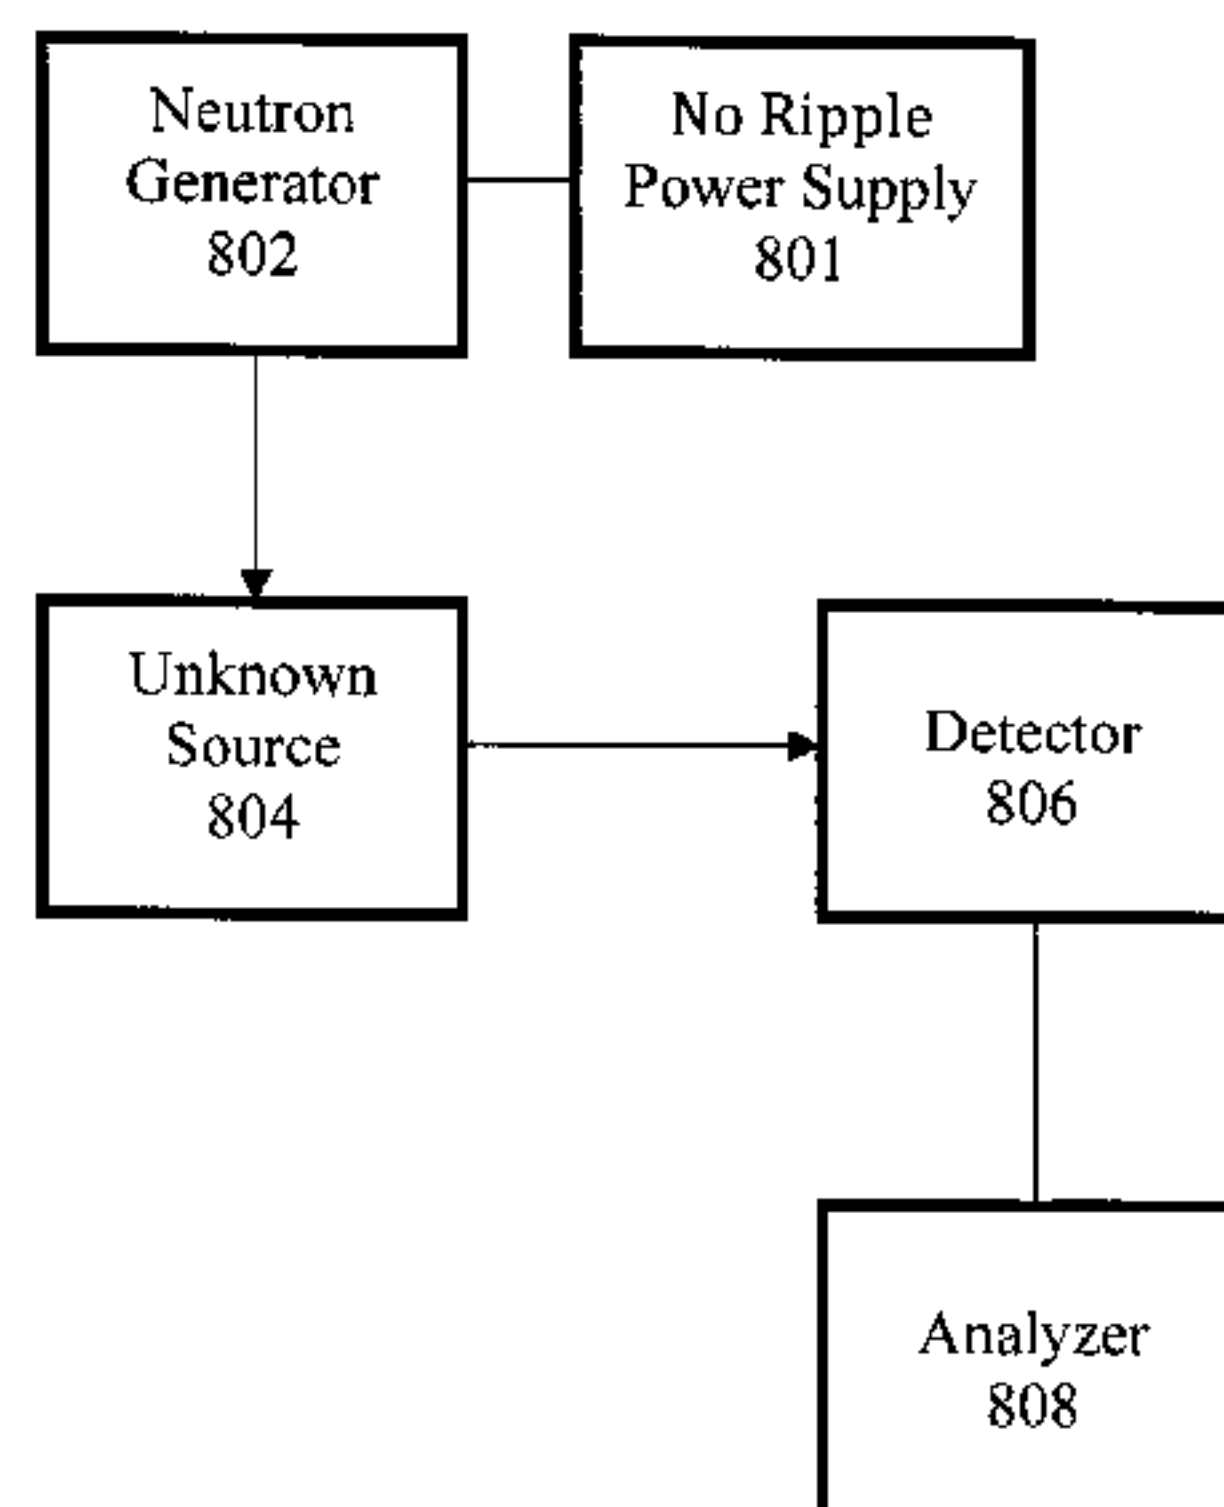 Neutron
Generator
802
No Ripple
Power Supply
801
Unknown
Source
804
Detector
806
Analyzer
808